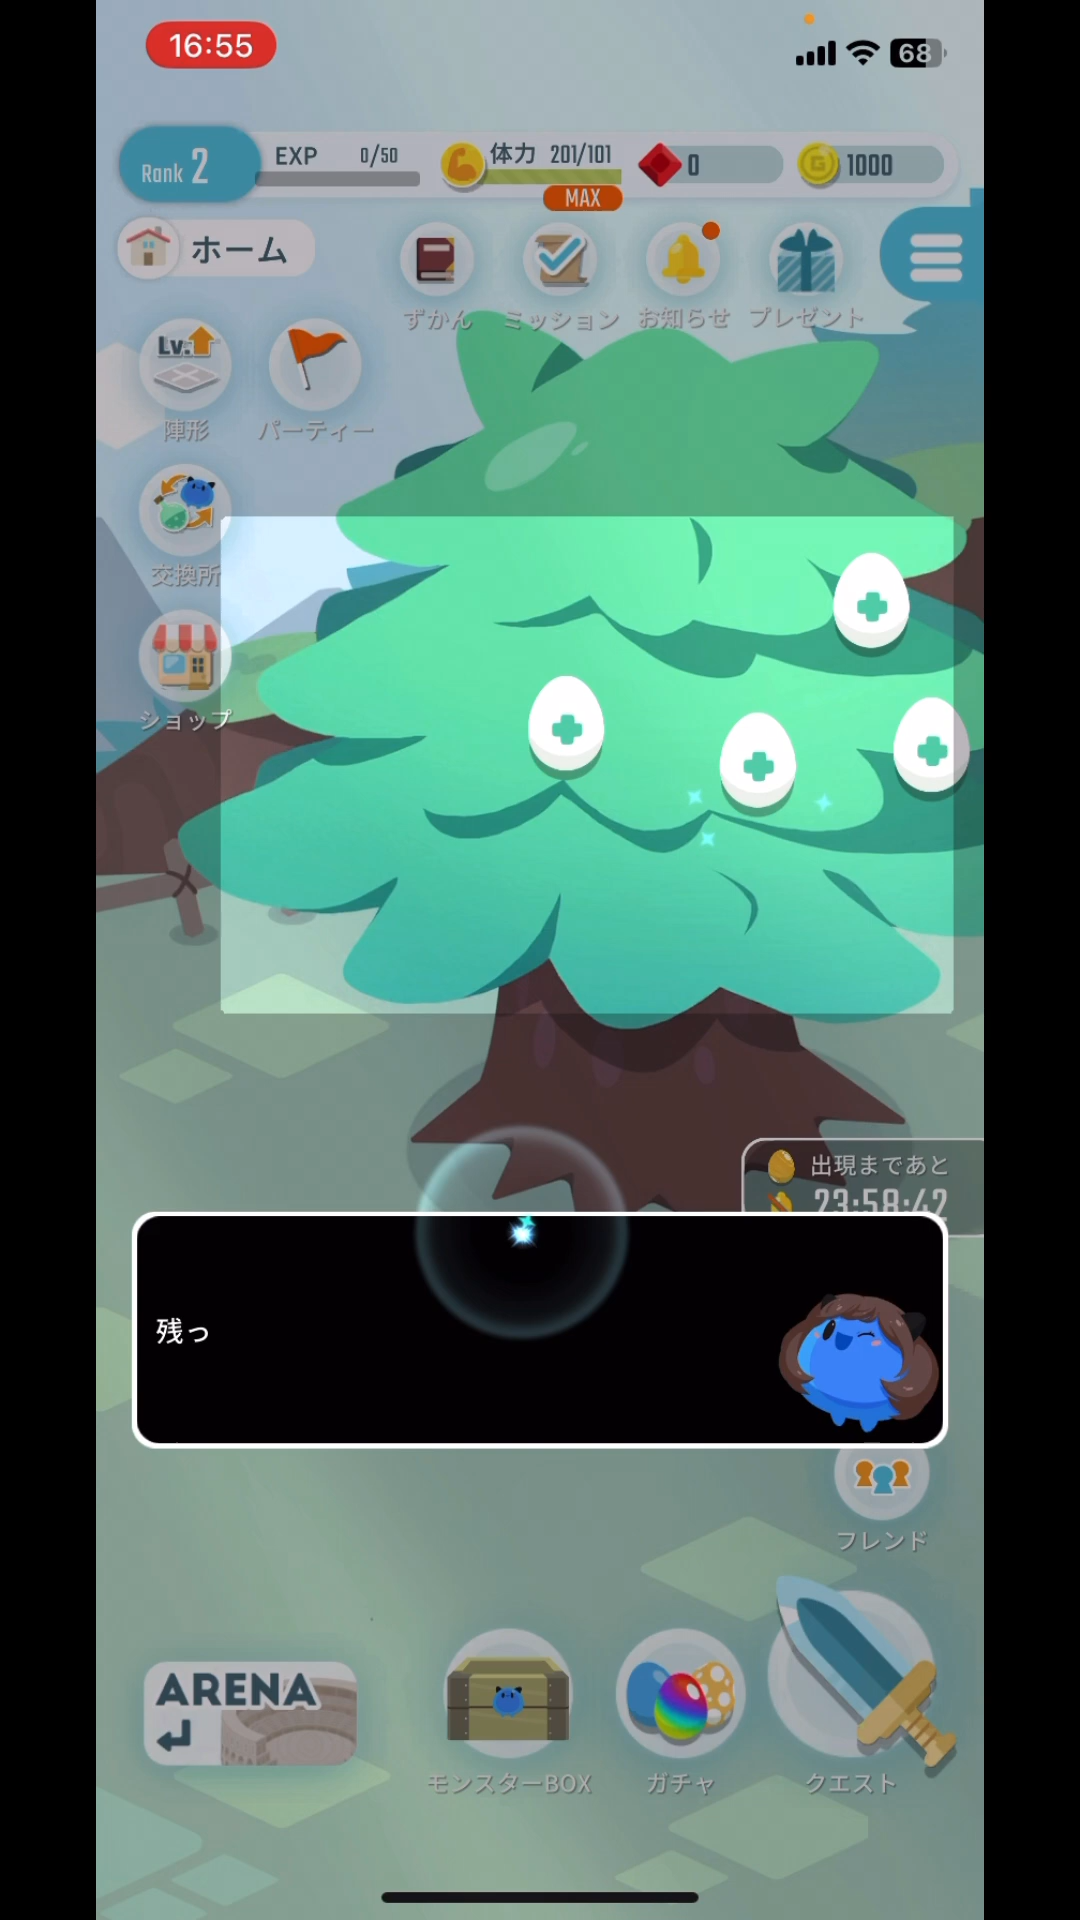 16:55
68
Rank 2
EXP 0/50
体力 201/101
MAX
0
G
1000
ホーム
ずかん
ミッション
お知らせ
プレゼント
Lv.
陣形
パーティー
交換所
ショップ
出現まであと
23:58:42
残っ
フレンド
ARENA
モンスターBOX
ガチャ
クエスト